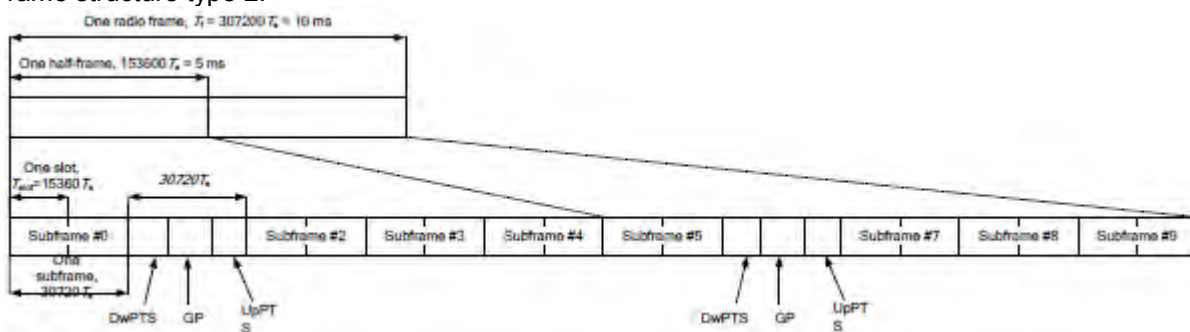 frame structure type 2.
One radio frame, Tf = 307200 Ts = 10 ms
One half-frame, 153600 Ts = 5 ms
One slot,
Tslot=15360 Ts
30720Ts
Subframe #0
Subframe #2
Subframe #3
Subframe #4
Subframe #5
Subframe #7
Subframe #8
Subframe #9
One
subframe,
30720 Ts
DwPTS
GP
UpPT
S
DwPTS
GP
UpPT
S